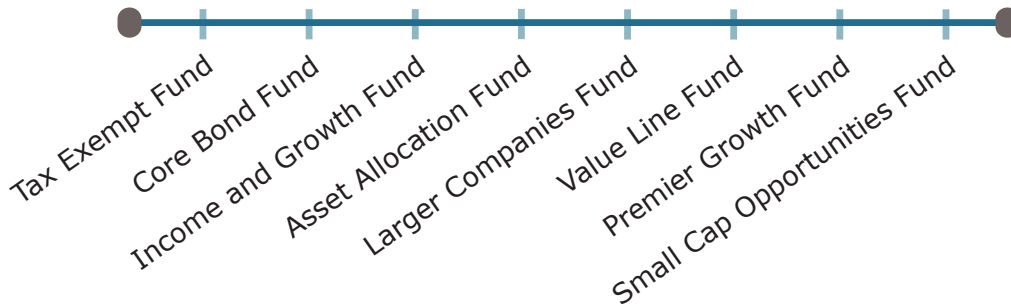 Tax Exempt Fund
Core Bond Fund
Income and Growth Fund
Asset Allocation Fund
Larger Companies Fund
Value Line Fund
Premier Growth Fund
Small Cap Opportunities Fund